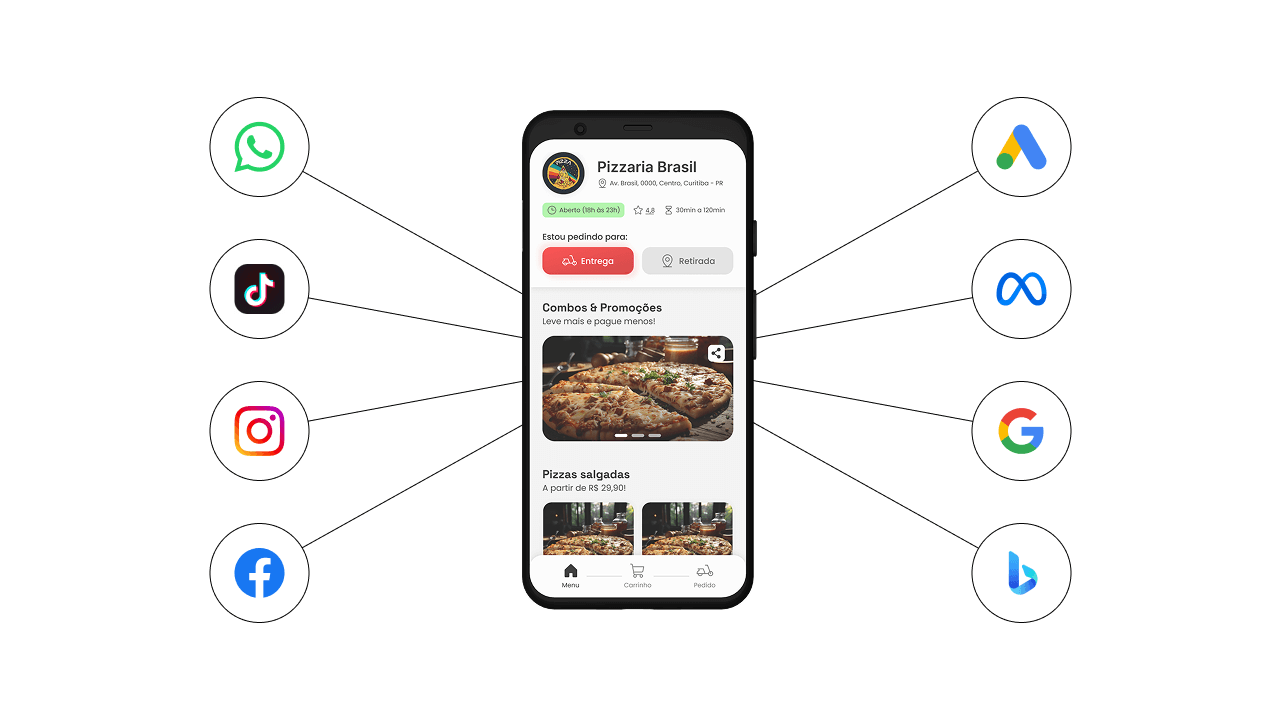 PIZZA
Pizzaria Brasil
Av. Brasil, 0000, Centro, Curitiba - PR
Aberto (18h às 23h)
4,8
30min a 120min
Estou pedindo para:
Entrega
Retirada
Combos & Promoções
Leve mais e pague menos!
Pizzas salgadas
A partir de R$ 29,90!
Menu
Carrinho
Pedido